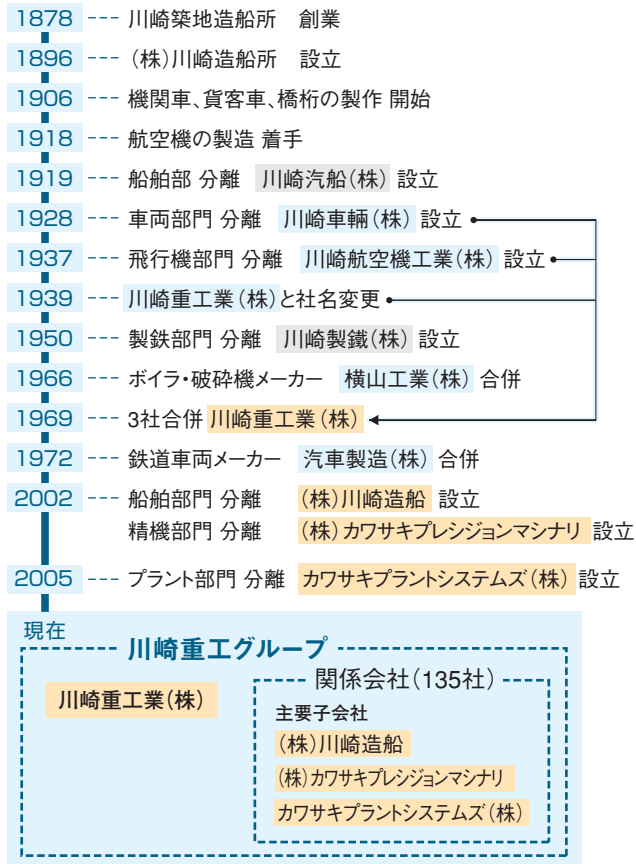 1878 --- 川崎築地造船所　創業
1896 --- (株)川崎造船所　設立
1906 --- 機関車、貨客車、橋桁の製作 開始
1918 --- 航空機の製造 着手
1919 --- 船舶部 分離　川崎汽船(株) 設立
1928 --- 車両部門 分離　川崎車輛(株) 設立
1937 --- 飛行機部門 分離　川崎航空機工業(株) 設立
1939 --- 川崎重工業(株)と社名変更
1950 --- 製鉄部門 分離　川崎製鐵(株) 設立
1966 --- ボイラ・破砕機メーカー　横山工業(株) 合併
1969 --- 3社合併 川崎重工業(株)
1972 --- 鉄道車両メーカー　汽車製造(株) 合併
2002 --- 船舶部門 分離　(株)川崎造船 設立
精機部門 分離　(株)カワサキプレシジョンマシナリ 設立
2005 --- プラント部門 分離　カワサキプラントシステムズ(株) 設立
現在
川崎重工グループ
川崎重工業(株)
関係会社(135社)
主要子会社
(株)川崎造船
(株)カワサキプレシジョンマシナリ
カワサキプラントシステムズ(株)